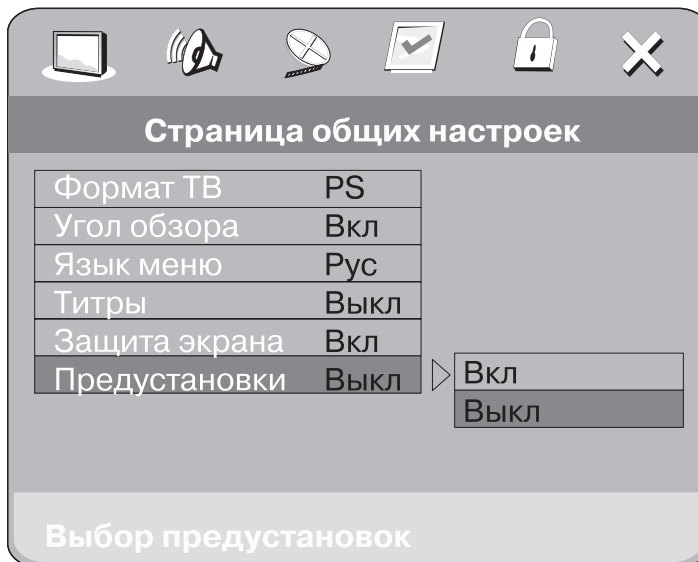 Страница общих настроек
Формат ТВ PS
Угол обзора Вкл
Язык меню Рус
Титры Выкл
Защита экрана Вкл
Предустановки Выкл Вкл
Выкл
Выбор предустановок